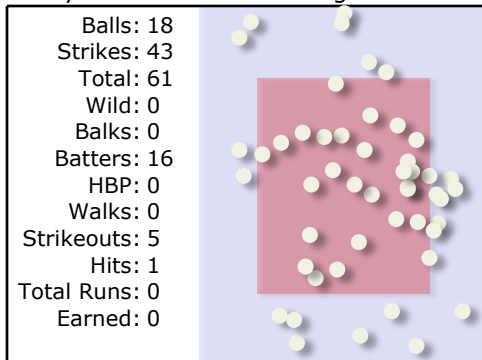 Balls: 18
Strikes: 43
Total: 61
Wild: 0
Balks: 0
Batters: 16
HBP: 0
Walks: 0
Strikeouts: 5
Hits: 1
Total Runs: 0
Earned: 0